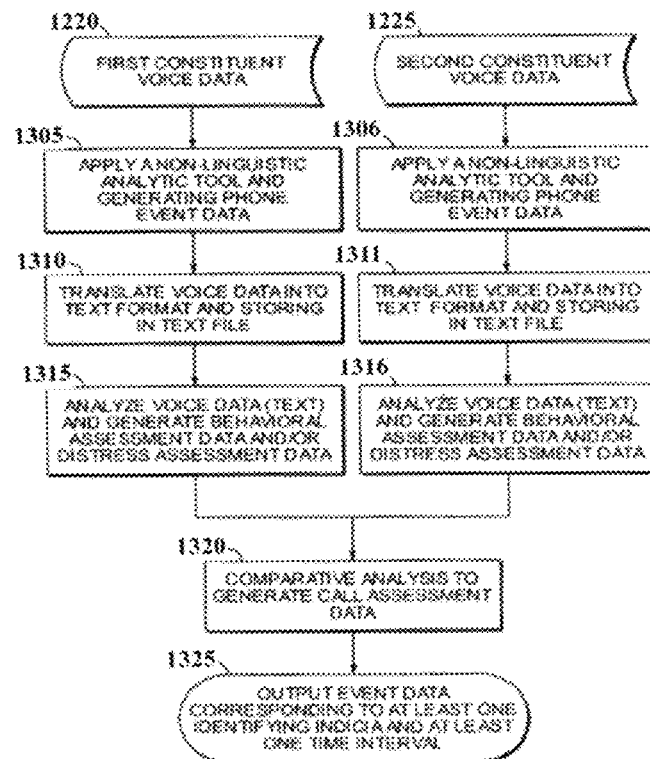 1220
FIRST CONSTITUENT
VOICE DATA
1225
SECOND CONSTITUENT
VOICE DATA
1305
APPLY A NON-LINGUISTIC
ANALYTIC TOOL AND
GENERATING PHONE
EVENT DATA
1306
APPLY A NON-LINGUISTIC
ANALYTIC TOOL AND
GENERATING PHONE
EVENT DATA
1310
TRANSLATE VOICE DATA INTO
TEXT FORMAT AND STORING
IN TEXT FILE
1311
TRANSLATE VOICE DATA INTO
TEXT FORMAT AND STORING
IN TEXT FILE
1315
ANALYZE VOICE DATA (TEXT)
AND GENERATE BEHAVIORAL
ASSESSMENT DATA AND/OR
DISTRESS ASSESSMENT DATA
1316
ANALYZE VOICE DATA (TEXT)
AND GENERATE BEHAVIORAL
ASSESSMENT DATA AND/OR
DISTRESS ASSESSMENT DATA
1320
COMPARATIVE ANALYSIS TO
GENERATE CALL ASSESSMENT
DATA
1325
OUTPUT EVENT DATA
CORRESPONDING TO AT LEAST ONE
IDENTIFYING INDICIA AND AT LEAST
ONE TIME INTERVAL